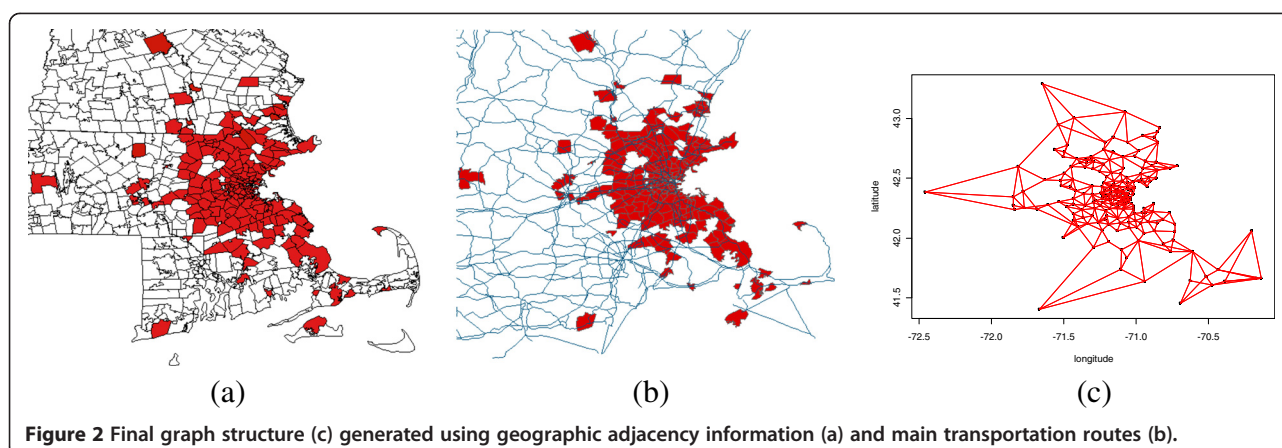 43.0
42.5
42.0
41.5
latitude
-72.5 -72.0 -71.5 -71.0 -70.5
longitude
(a) (b) (c)
Figure 2 Final graph structure (c) generated using geographic adjacency information (a) and main transportation routes (b).